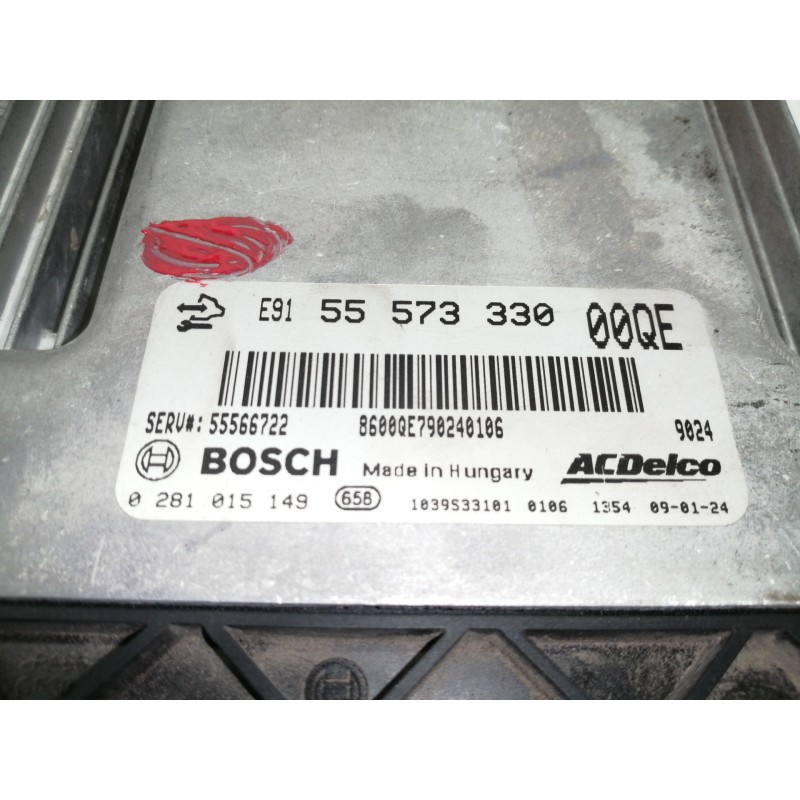 E91 55 573 330 00QE
SERV#: 55566722 8600QE790240106 9024
BOSCH Made in Hungary ACDelco
0 281 015 149 658 1039S33101 0106 1354 09-01-24